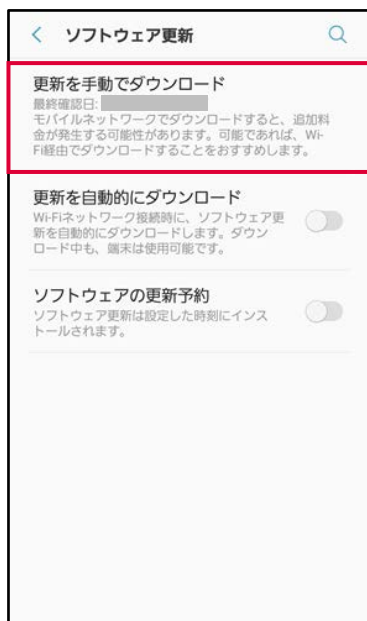 ソフトウェア更新
更新を手動でダウンロード
最終確認日:
モバイルネットワークでダウンロードすると、追加料
金が発生する可能性があります。可能であれば、Wi-
Fi経由でダウンロードすることをおすすめします。
更新を自動的にダウンロード
Wi-Fiネットワーク接続時に、ソフトウェア更
新を自動的にダウンロードします。ダウン
ロード中も、端末は使用可能です。
ソフトウェアの更新予約
ソフトウェア更新は設定した時刻にインス
トールされます。